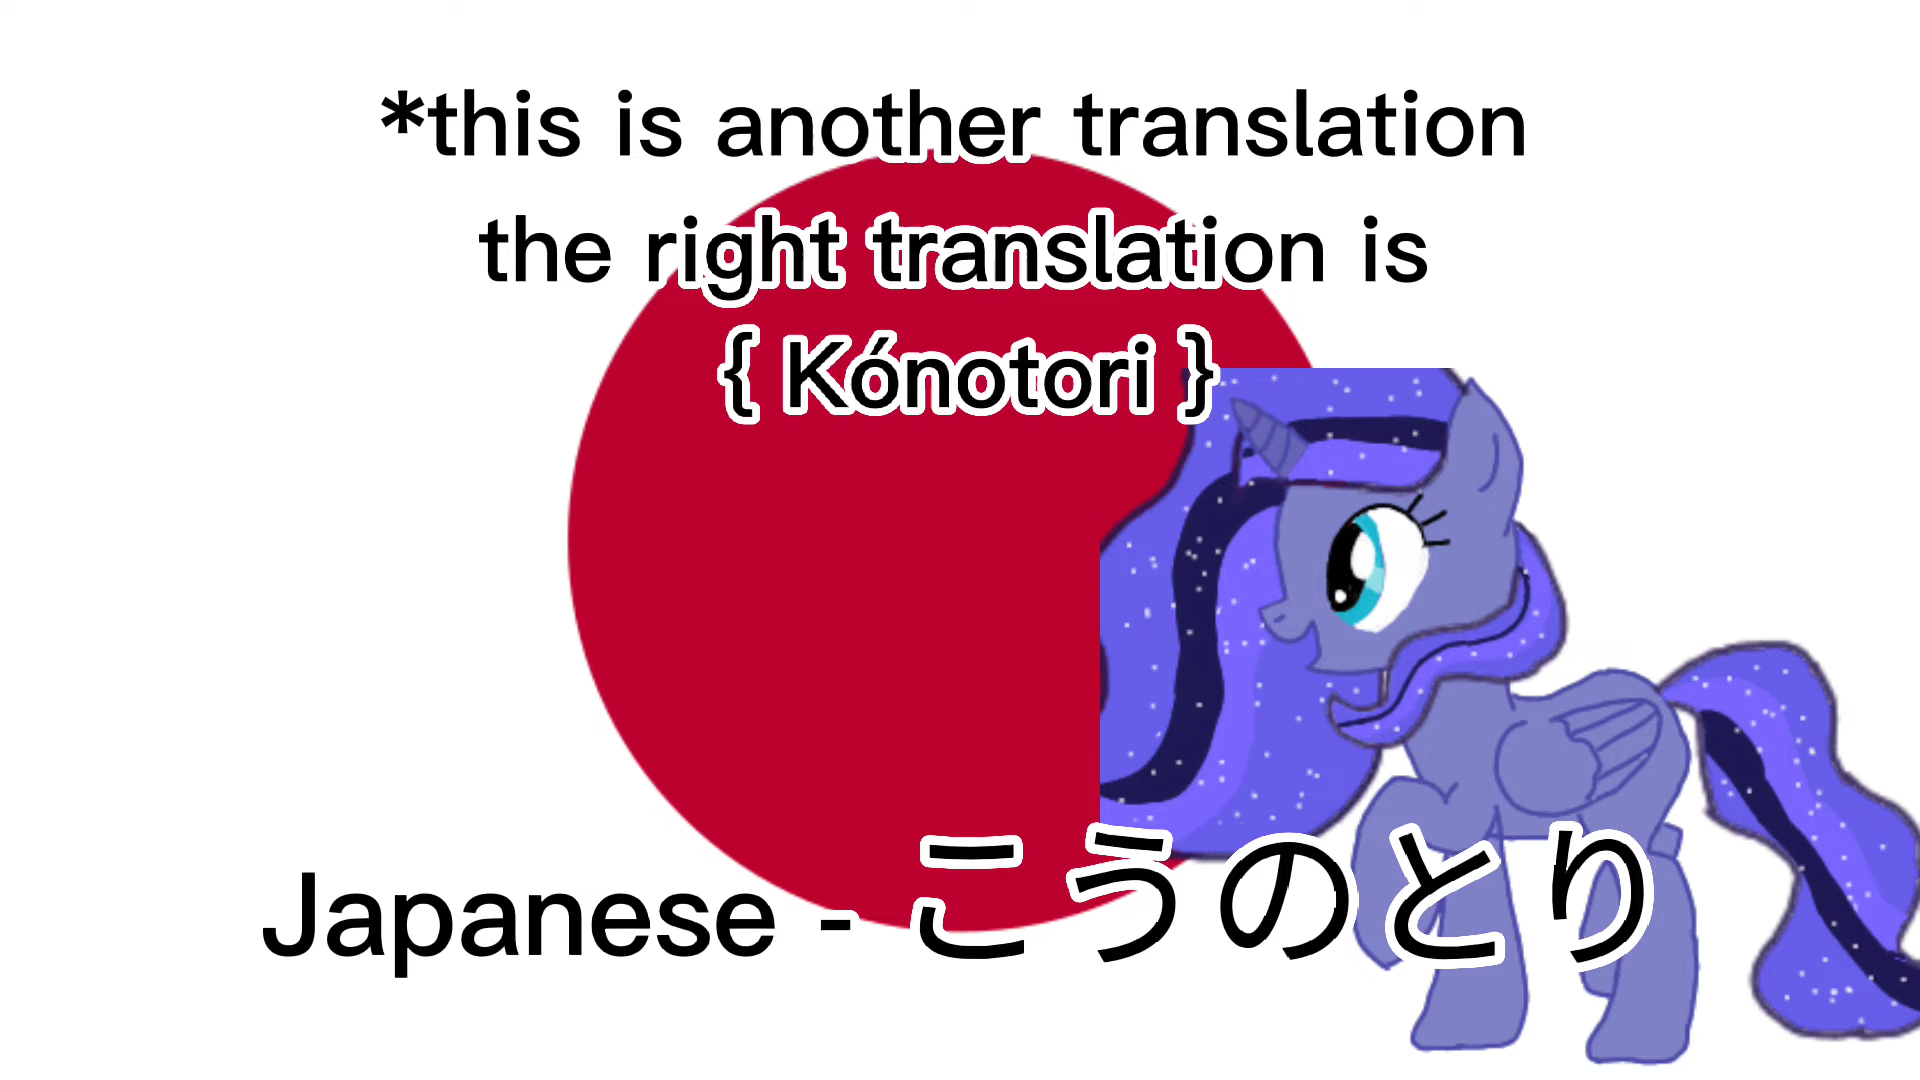 *this is another translation
the right translation is
{ Kónotori }
Japanese - こうのとり